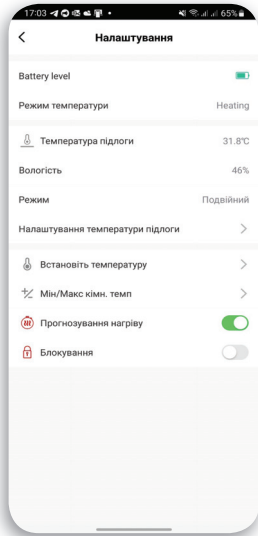 17:03
65%
Налаштування
Battery level
Режим температури Heating
Температура підлоги 31.8℃
Вологість 46%
Режим Подвійний
Налаштування температури підлоги
Встановіть температуру
Мін/Макс кімн. темп
Прогнозування нагріву
Блокування